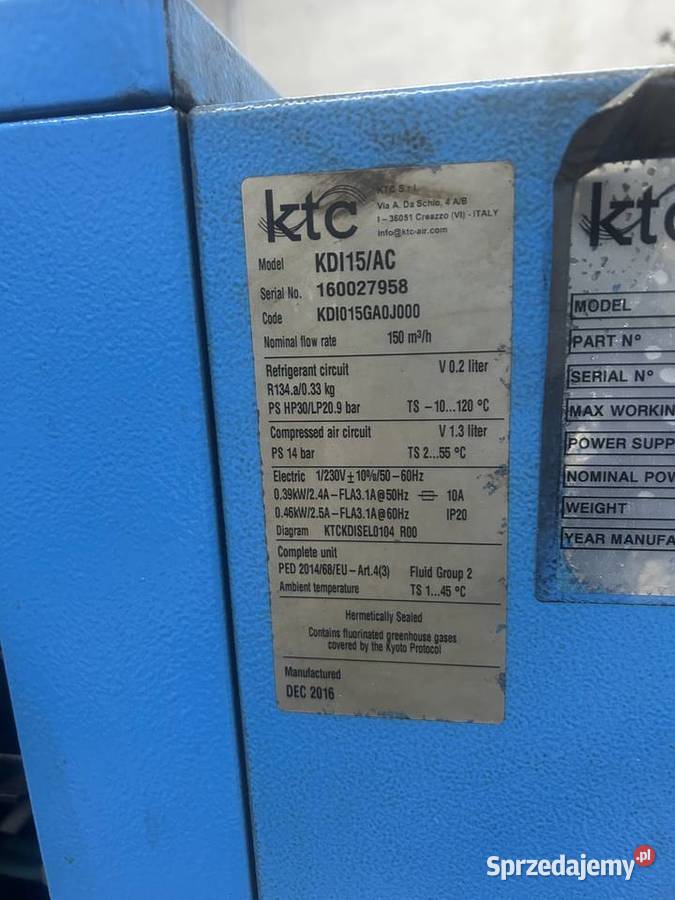 ktc
KTC S.r.l.
Via A. Da Schio, 4 A/B
I - 36051 Creazzo (VI) - ITALY
info@ktc-air.com
Model KDI15/AC
Serial No. 160027958
Code KDI015GA0J000
Nominal flow rate 150 m³/h
Refrigerant circuit V 0.2 liter
R134.a/0.33 kg
PS HP30/LP20.9 bar TS -10...120 °C
Compressed air circuit V 1.3 liter
PS 14 bar TS 2...55 °C
Electric 1/230V±10%/50-60Hz
0.39kW/2.4A-FLA3.1A@50Hz 10A
0.46kW/2.5A-FLA3.1A@60Hz IP20
Diagram KTCKDISEL0104 R00
Complete unit
PED 2014/68/EU-Art.4(3) Fluid Group 2
Ambient temperature TS 1...45 °C
Hermetically Sealed
Contains fluorinated greenhouse gases
covered by the Kyoto Protocol
Manufactured
DEC 2016
ktc
MODEL
PART N°
SERIAL N°
MAX WORKIN
POWER SUPP
NOMINAL POW
WEIGHT
YEAR MANUFA
Sprzedajemy.pl